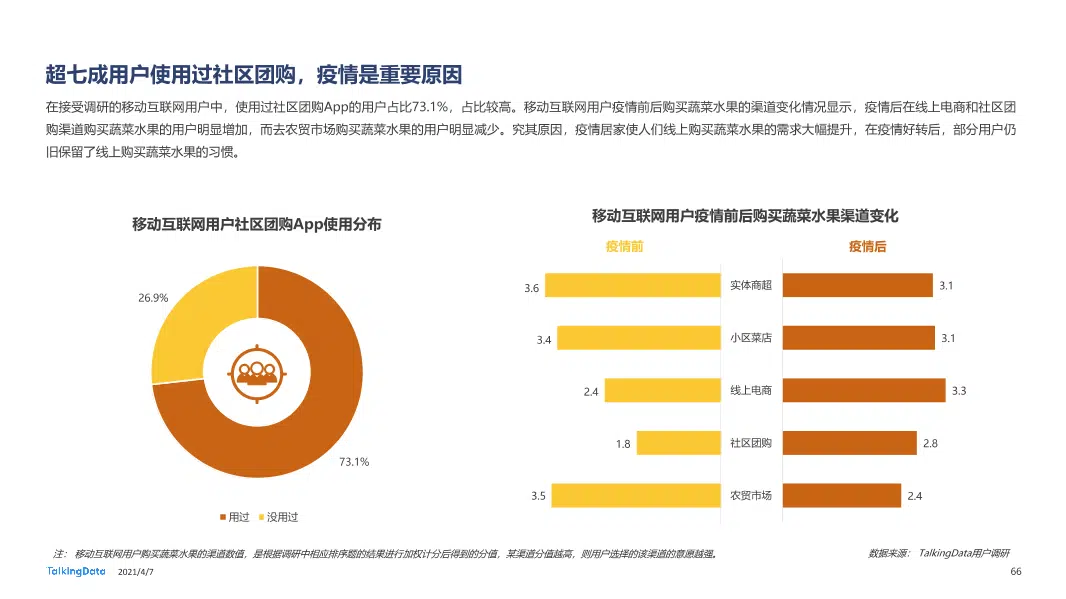 超七成用户使用过社区团购，疫情是重要原因
在接受调研的移动互联网用户中，使用过社区团购App的用户占比73.1%，占比较高。移动互联网用户疫情前后购买蔬菜水果的渠道变化情况显示，疫情后在线上电商和社区团
购渠道购买蔬菜水果的用户明显增加，而去农贸市场购买蔬菜水果的用户明显减少。究其原因，疫情居家使人们线上购买蔬菜水果的需求大幅提升，在疫情好转后，部分用户仍
旧保留了线上购买蔬菜水果的习惯。
移动互联网用户社区团购App使用分布
26.9%
73.1%
用过 没用过
移动互联网用户疫情前后购买蔬菜水果渠道变化
疫情前 疫情后
3.6 实体商超 3.1
3.4 小区菜店 3.1
2.4 线上电商 3.3
1.8 社区团购 2.8
3.5 农贸市场 2.4
注： 移动互联网用户购买蔬菜水果的渠道数值，是根据调研中相应排序题的结果进行加权计分后得到的分值，某渠道分值越高，则用户选择的该渠道的意愿越强。
数据来源： TalkingData用户调研
TalkingData 2021/4/7
66